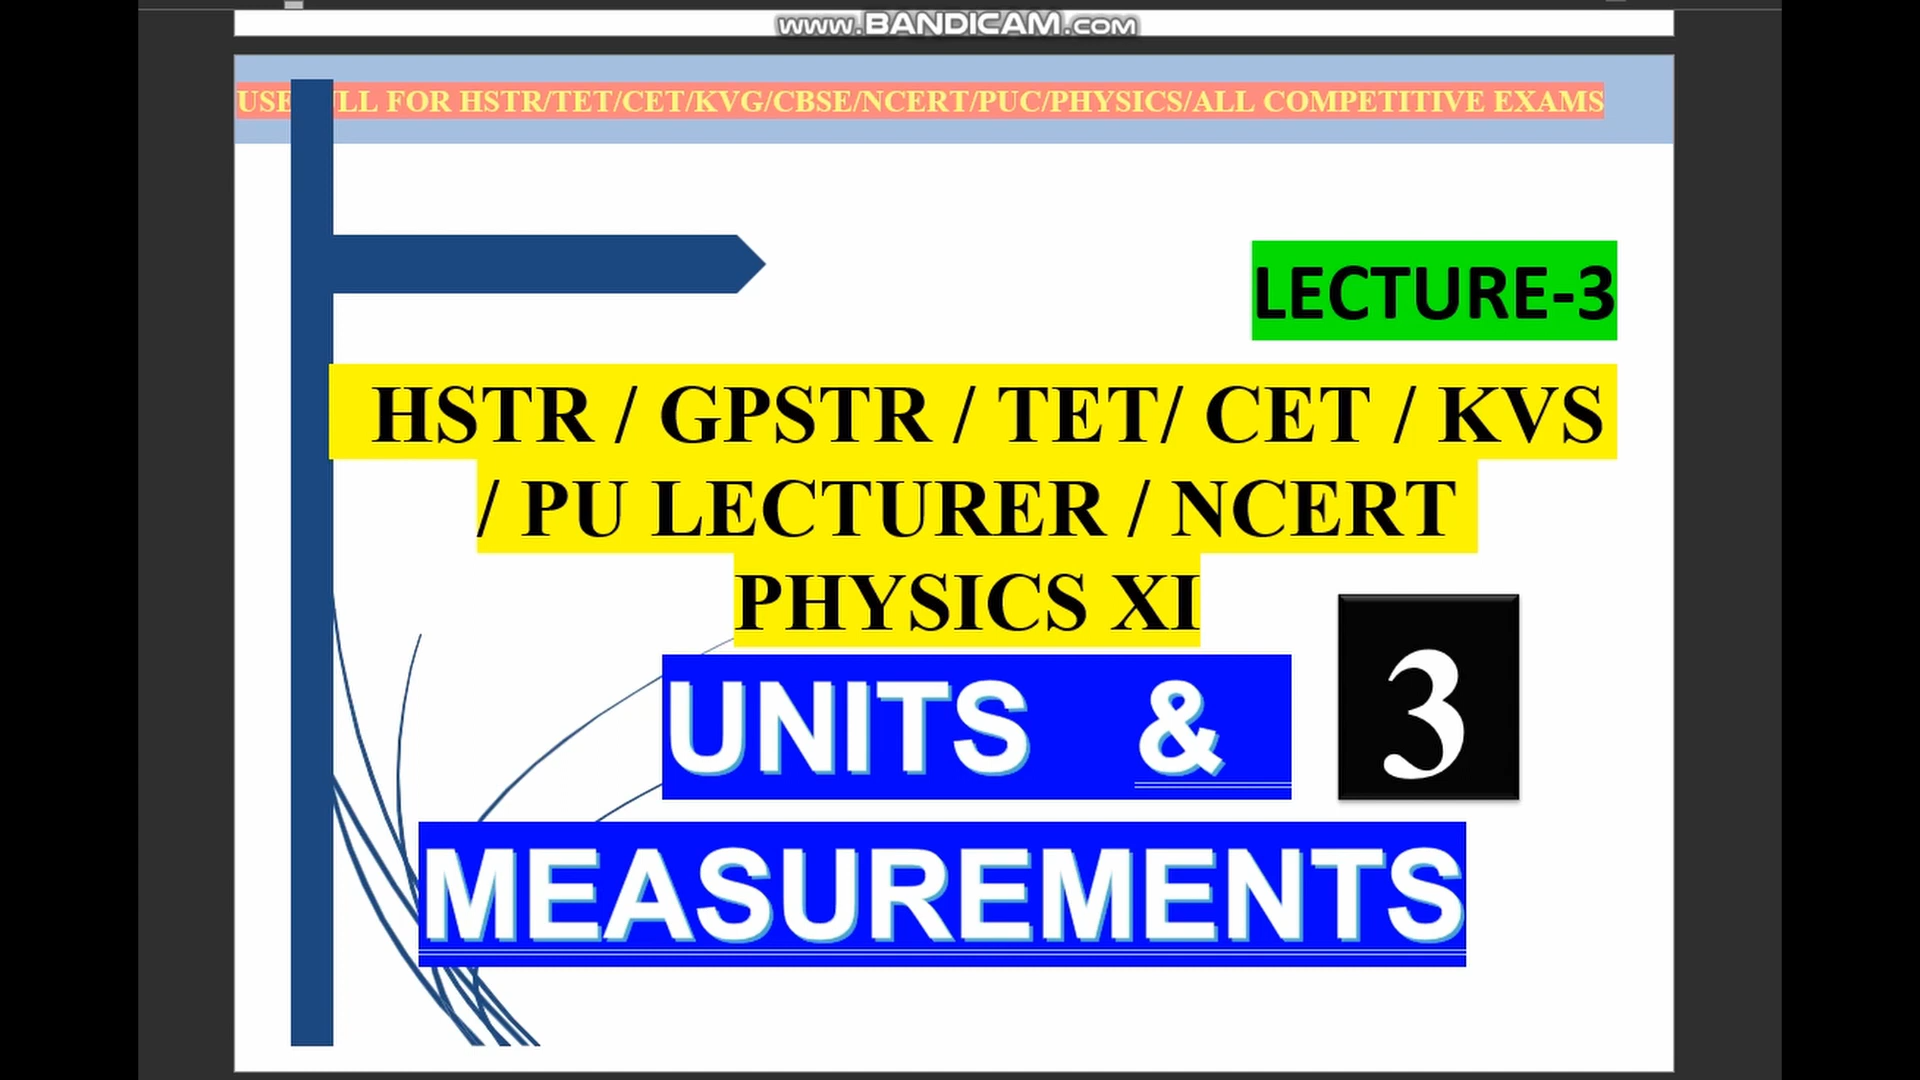 www.BANDICAM.com
USE LL FOR HSTR/TET/CET/KVG/CBSE/NCERT/PUC/PHYSICS/ALL COMPETITIVE EXAMS
LECTURE-3
HSTR / GPSTR / TET/ CET / KVS
/ PU LECTURER / NCERT
PHYSICS XI
UNITS & 3
MEASUREMENTS